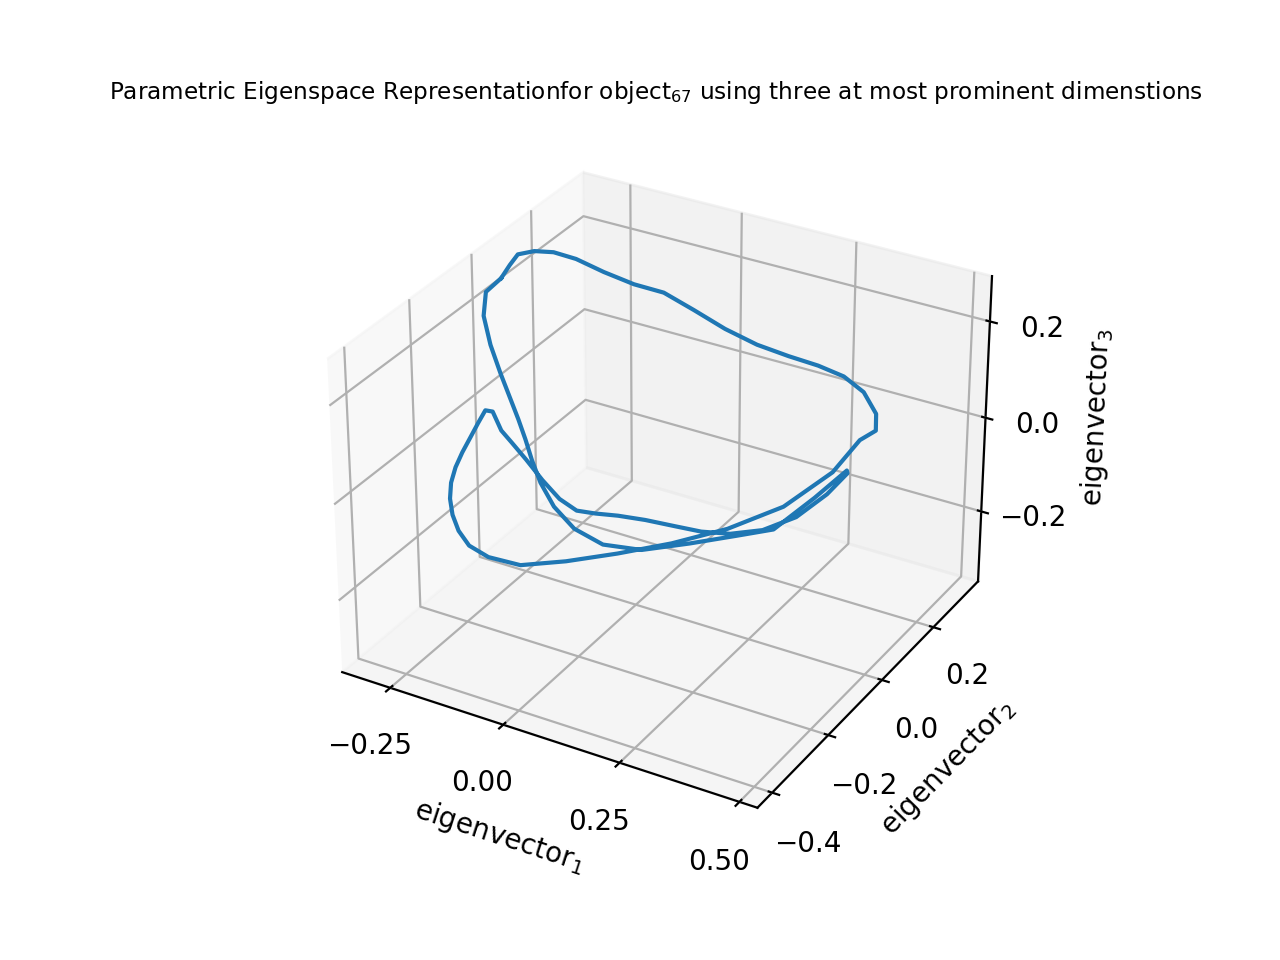 Parametric Eigenspace Representationfor object₆₇ using three at most prominent dimenstions
0.2
0.0
−0.2
eigenvector₃
0.2
0.0
−0.2
−0.4
eigenvector₂
−0.25
0.00
0.25
0.50
eigenvector₁